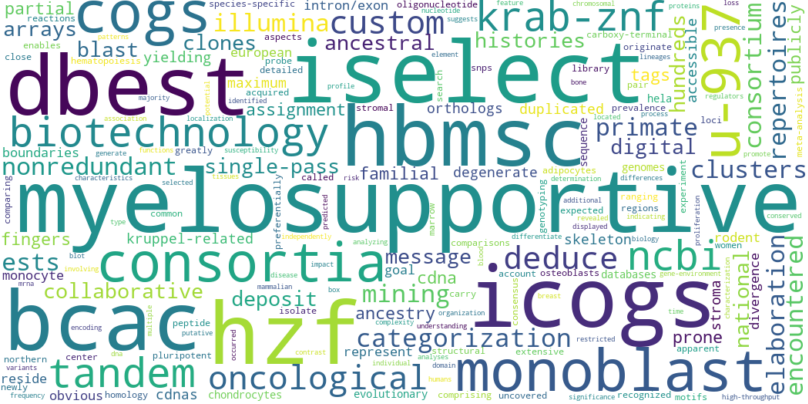 partial cogs illumina intron/exon oligonucleotide feature chromosomal proteins loss
reactions species-specific aspects custom krab-znf suggests nucleotide presence
arrays blast clones european ancestral histories carboxy-terminal lineages
close enables yielding probe detailed snps library originate element pair
dbest iselect tags hundreds accessible u-937 consortium repertoires publicly
hematopoiesis maximum acquired stromal search orthologs duplicated prevalence hela
majority profile assignment bone
biotechnology hbmsc primate digital loci meta-analysis regulators
boundaries association identified localization functions greatly susceptibility sequence process located promote
nonredundant single-pass familial degenerate adipocytes genomes clusters
generate called risk determination differences
comparing characteristics selected tissues preferentially predicted genotyping ranging additional experiment conserved
myelosupportive
type common independently marrow expected regions revealed indicating displayed proliferation
fingers kruppel-related analyzing comparisons differentiate skeleton biology women rodent
ests blot involving consortia message account osteoblasts deduce databases gene-environment ncbi
monocyte disease impact goal blood stroma characterization divergence
mrna collaborative mammalian box cdna mining carry consensus breast time national elaboration encountered
bcac encoding multiple deposit isolate hzf ancestry icogs prone
peptide occurred complexity understanding organization categorization restricted apparent
northern center putative pluripotent contrast represent structural analyses extensive
variants reside dna tandem oncological individual domain monoblast
newly obvious homology cdnas chondrocytes evolutionary humans comprising uncovered significance recognized motifs high-throughput